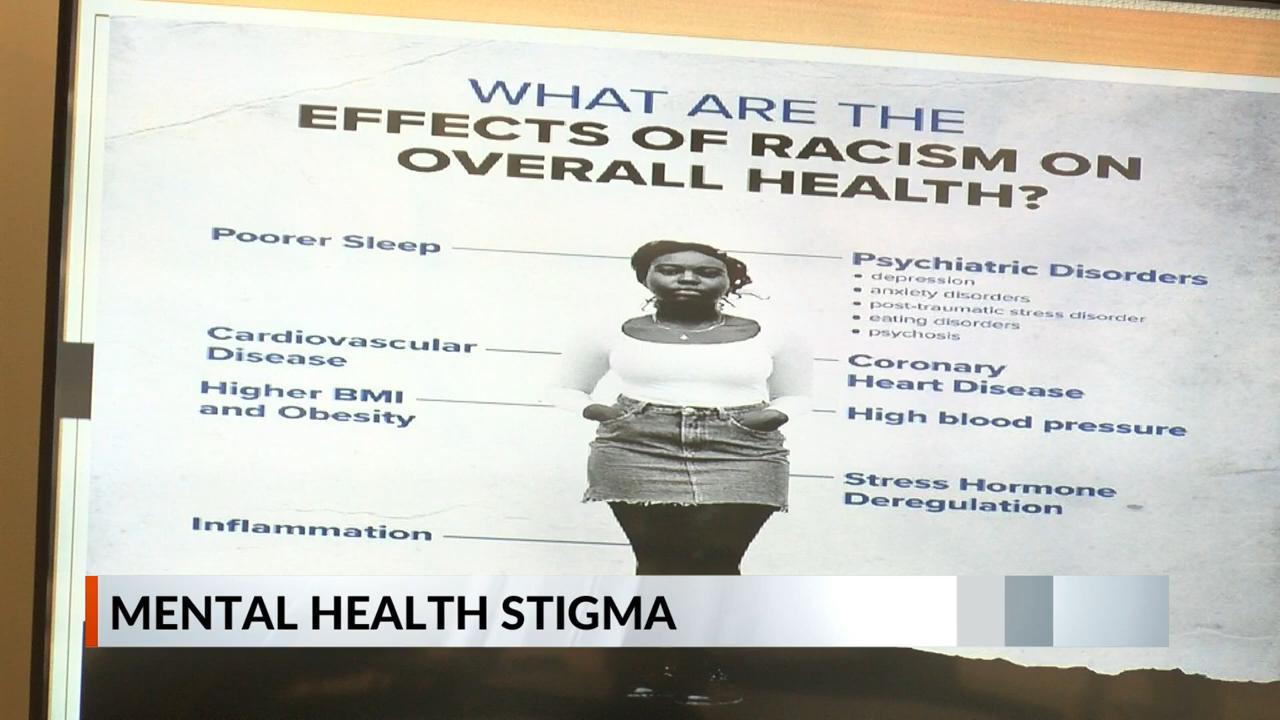 WHAT ARE THE
EFFECTS OF RACISM ON
OVERALL HEALTH?
Poorer Sleep
Cardiovascular
Disease
Higher BMI
and Obesity
Inflammation
Psychiatric Disorders
• depression
• anxiety disorders
• post-traumatic stress disorder
• eating disorders
• psychosis
Coronary
Heart Disease
High blood pressure
Stress Hormone
Deregulation
MENTAL HEALTH STIGMA